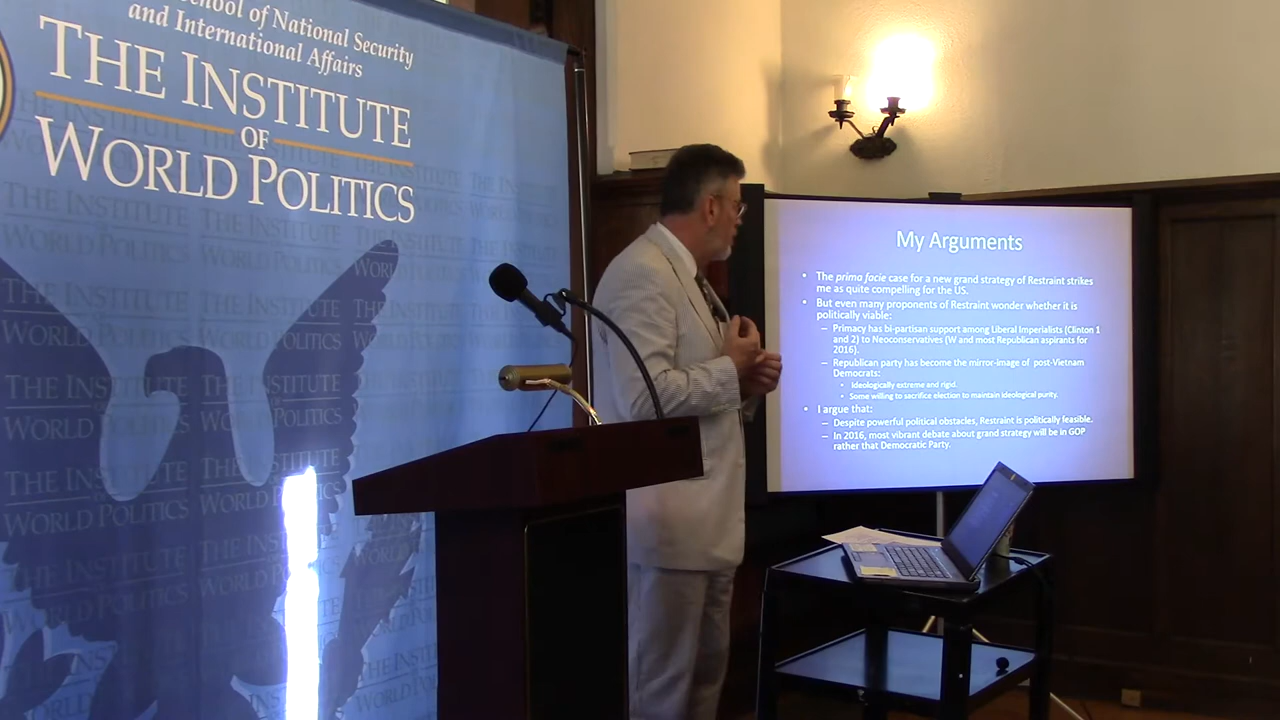 School of National Security
and International Affairs
THE INSTITUTE
OF
WORLD POLITICS
My Arguments
• The prima facie case for a new grand strategy of Restraint strikes
me as quite compelling for the US.
• But even many proponents of Restraint wonder whether it is
politically viable:
– Primacy has bi-partisan support among Liberal Imperialists (Clinton 1
and 2) to Neoconservatives (W and most Republican aspirants for
2016).
– Republican party has become the mirror-image of post-Vietnam
Democrats:
• Ideologically extreme and rigid.
• Some willing to sacrifice election to maintain ideological purity.
• I argue that:
– Despite powerful political obstacles, Restraint is politically feasible.
– In 2016, most vibrant debate about grand strategy will be in GOP
rather that Democratic Party.